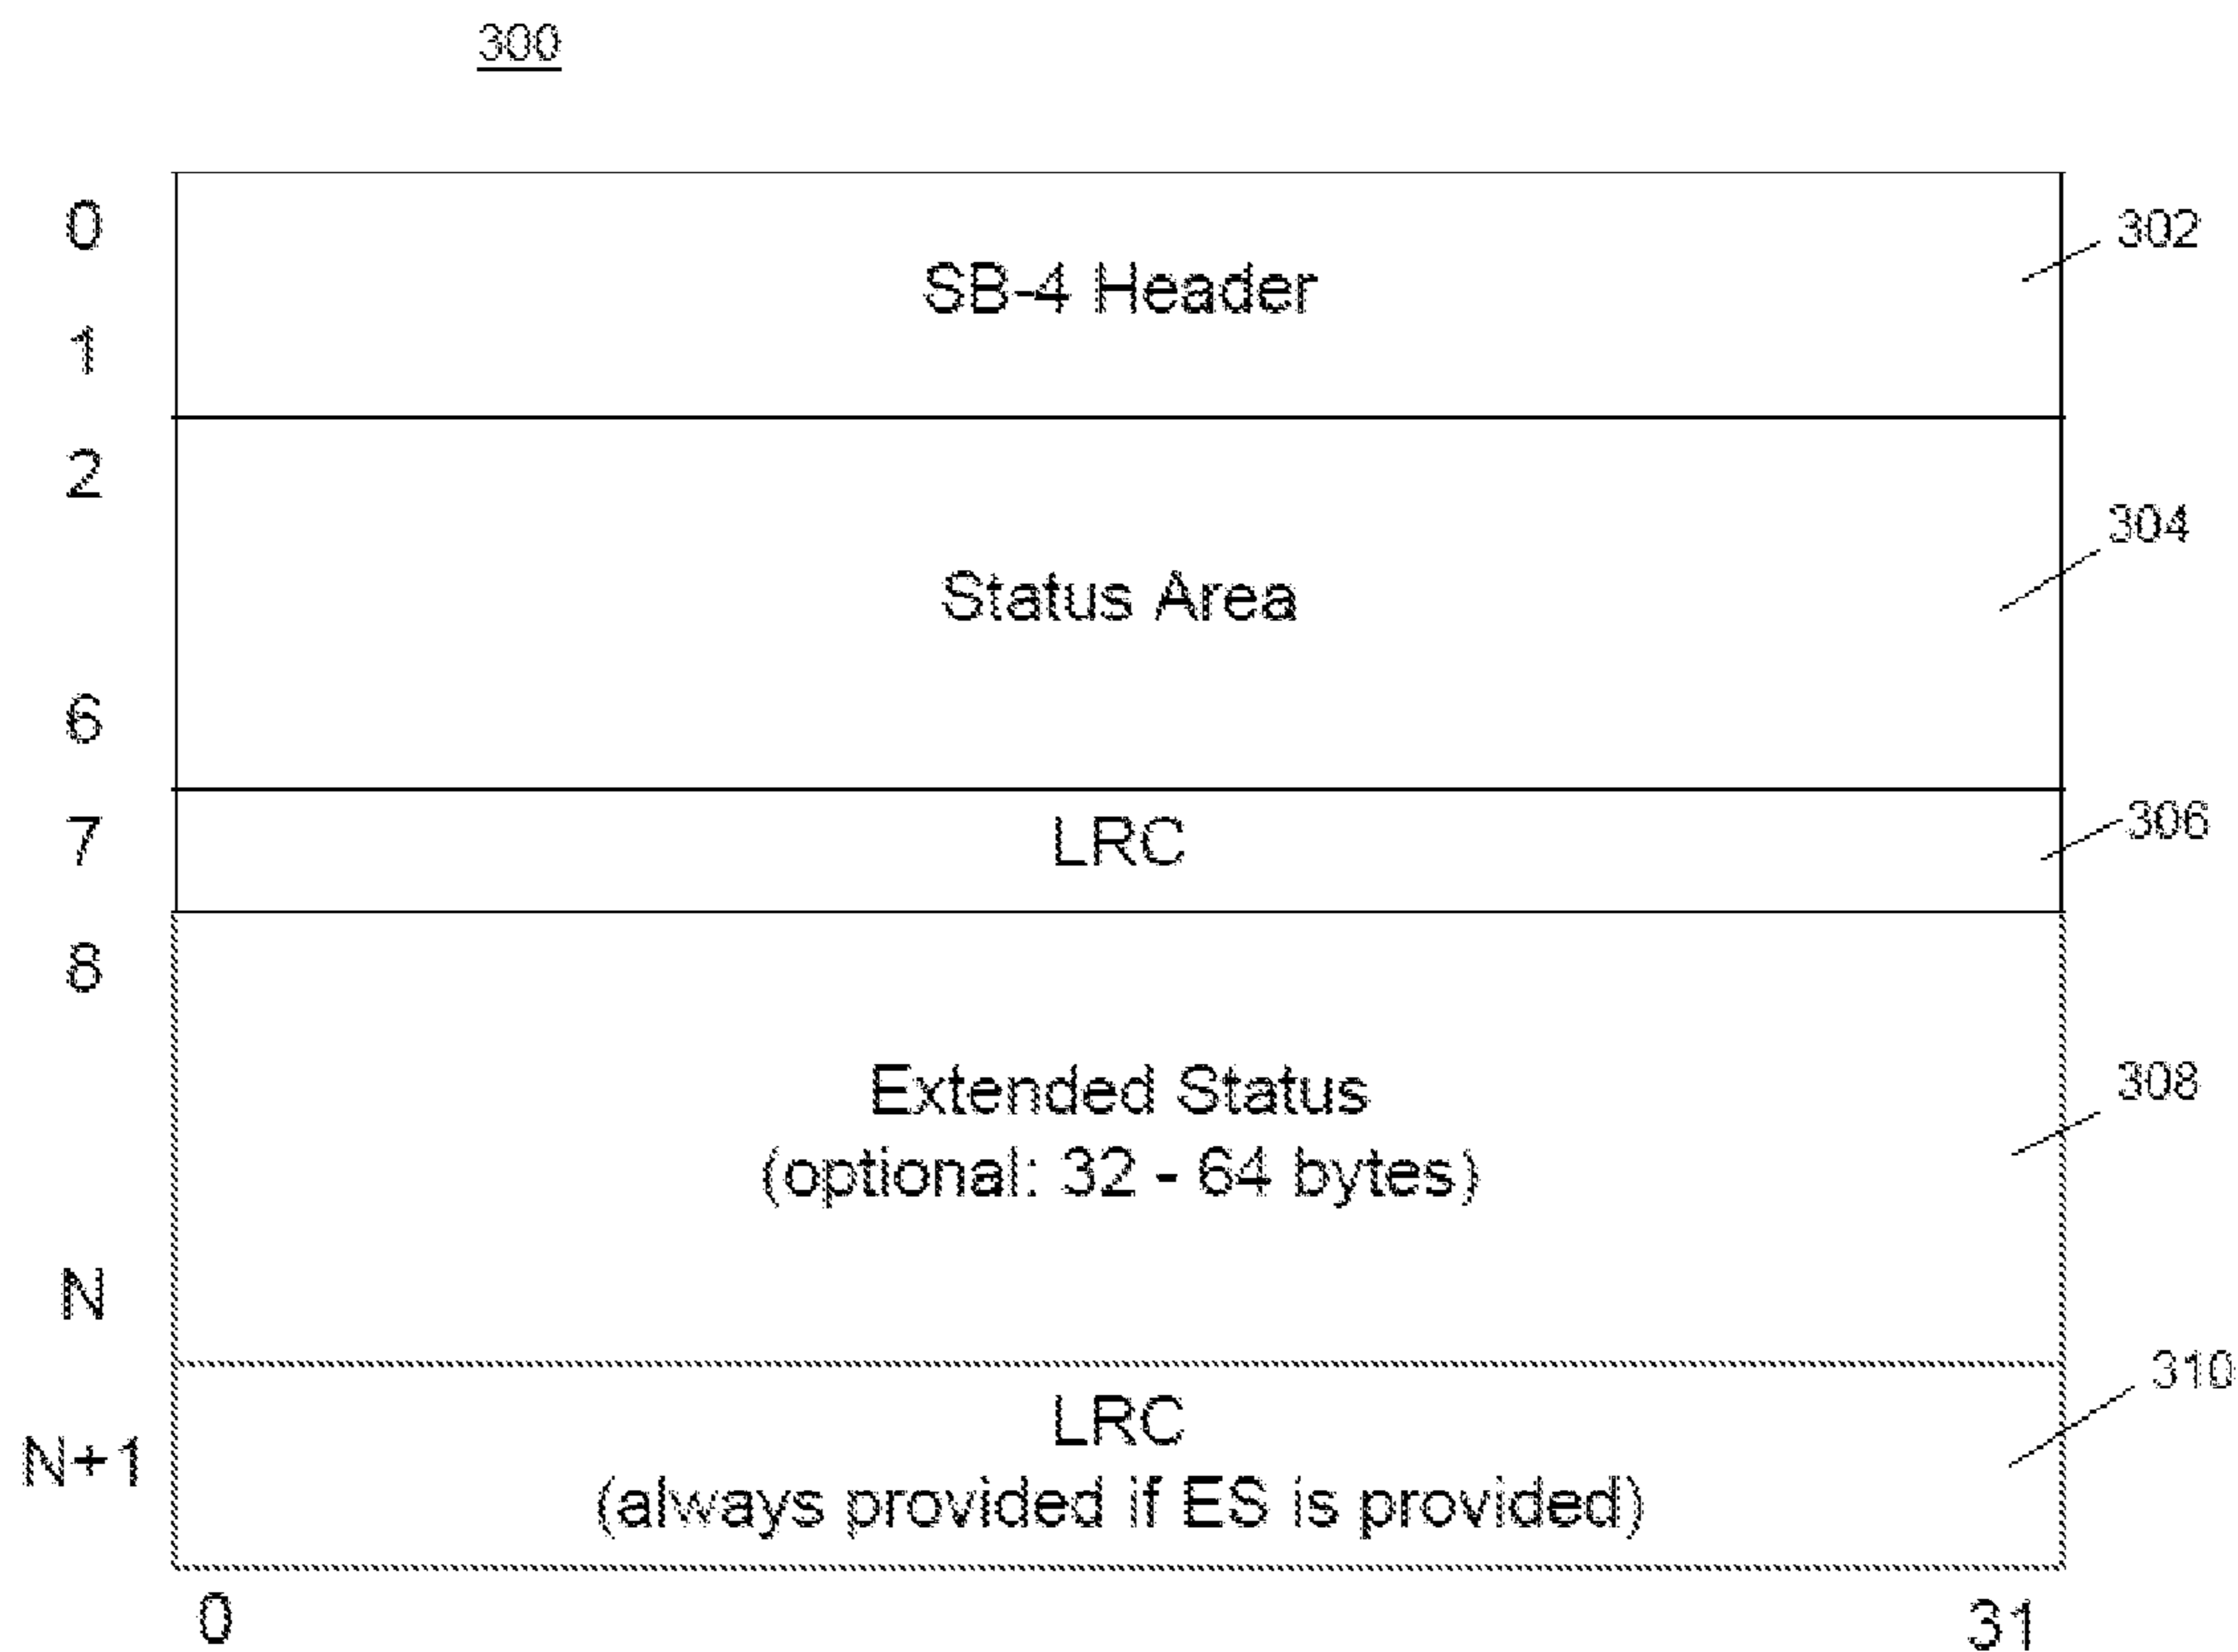 300
0
SB-4 Header
302
1
2
Status Area
304
6
7
LRC
306
8
Extended Status
(optional: 32 - 64 bytes)
308
N
LRC
310
N+1
(always provided if ES is provided)
0 31